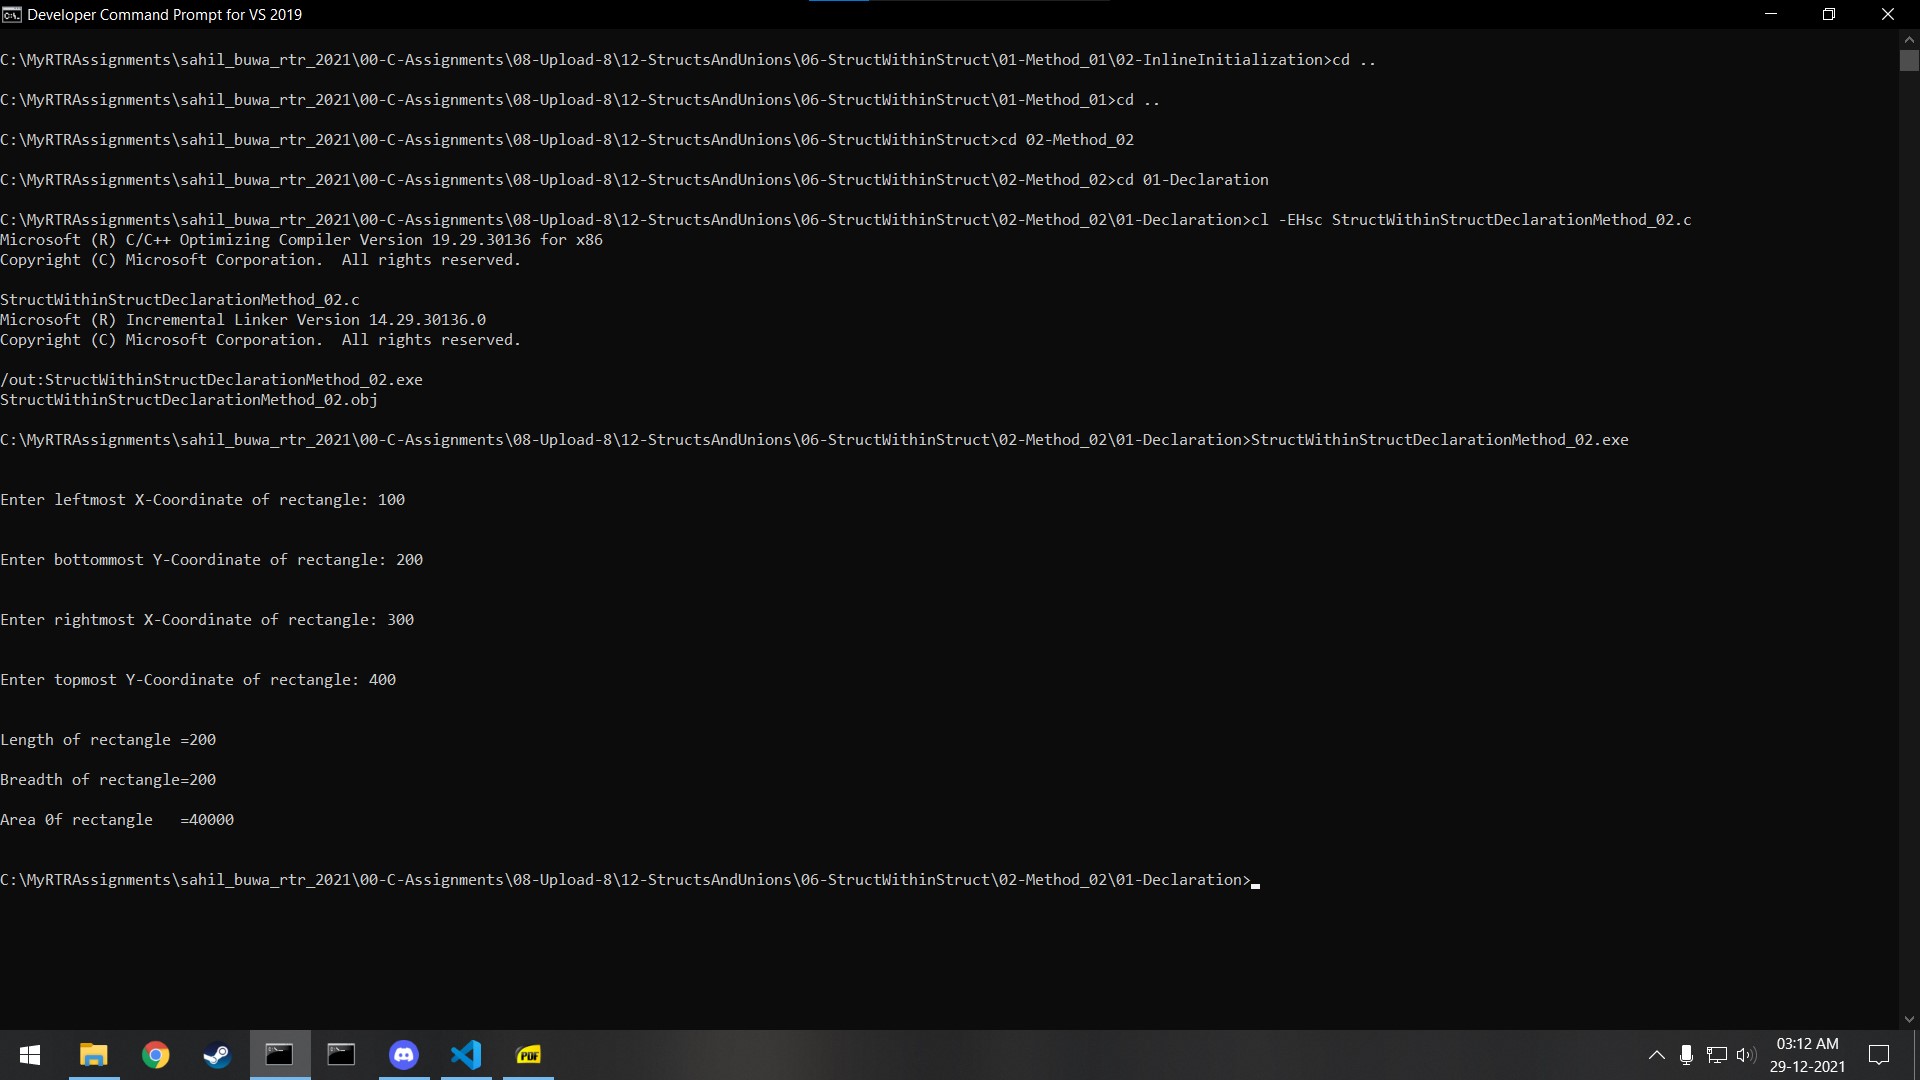 Developer Command Prompt for VS 2019
C:\MyRTRAssignments\sahil_buwa_rtr_2021\00-C-Assignments\08-Upload-8\12-StructsAndUnions\06-StructWithinStruct\01-Method_01\02-InlineInitialization>cd ..
C:\MyRTRAssignments\sahil_buwa_rtr_2021\00-C-Assignments\08-Upload-8\12-StructsAndUnions\06-StructWithinStruct\01-Method_01>cd ..
C:\MyRTRAssignments\sahil_buwa_rtr_2021\00-C-Assignments\08-Upload-8\12-StructsAndUnions\06-StructWithinStruct>cd 02-Method_02
C:\MyRTRAssignments\sahil_buwa_rtr_2021\00-C-Assignments\08-Upload-8\12-StructsAndUnions\06-StructWithinStruct\02-Method_02>cd 01-Declaration
C:\MyRTRAssignments\sahil_buwa_rtr_2021\00-C-Assignments\08-Upload-8\12-StructsAndUnions\06-StructWithinStruct\02-Method_02\01-Declaration>cl -EHsc StructWithinStructDeclarationMethod_02.c
Microsoft (R) C/C++ Optimizing Compiler Version 19.29.30136 for x86
Copyright (C) Microsoft Corporation.  All rights reserved.
StructWithinStructDeclarationMethod_02.c
Microsoft (R) Incremental Linker Version 14.29.30136.0
Copyright (C) Microsoft Corporation.  All rights reserved.
/out:StructWithinStructDeclarationMethod_02.exe
StructWithinStructDeclarationMethod_02.obj
C:\MyRTRAssignments\sahil_buwa_rtr_2021\00-C-Assignments\08-Upload-8\12-StructsAndUnions\06-StructWithinStruct\02-Method_02\01-Declaration>StructWithinStructDeclarationMethod_02.exe
Enter leftmost X-Coordinate of rectangle: 100
Enter bottommost Y-Coordinate of rectangle: 200
Enter rightmost X-Coordinate of rectangle: 300
Enter topmost Y-Coordinate of rectangle: 400
Length of rectangle =200
Breadth of rectangle=200
Area 0f rectangle   =40000
C:\MyRTRAssignments\sahil_buwa_rtr_2021\00-C-Assignments\08-Upload-8\12-StructsAndUnions\06-StructWithinStruct\02-Method_02\01-Declaration>
PDF
03:12 AM
29-12-2021